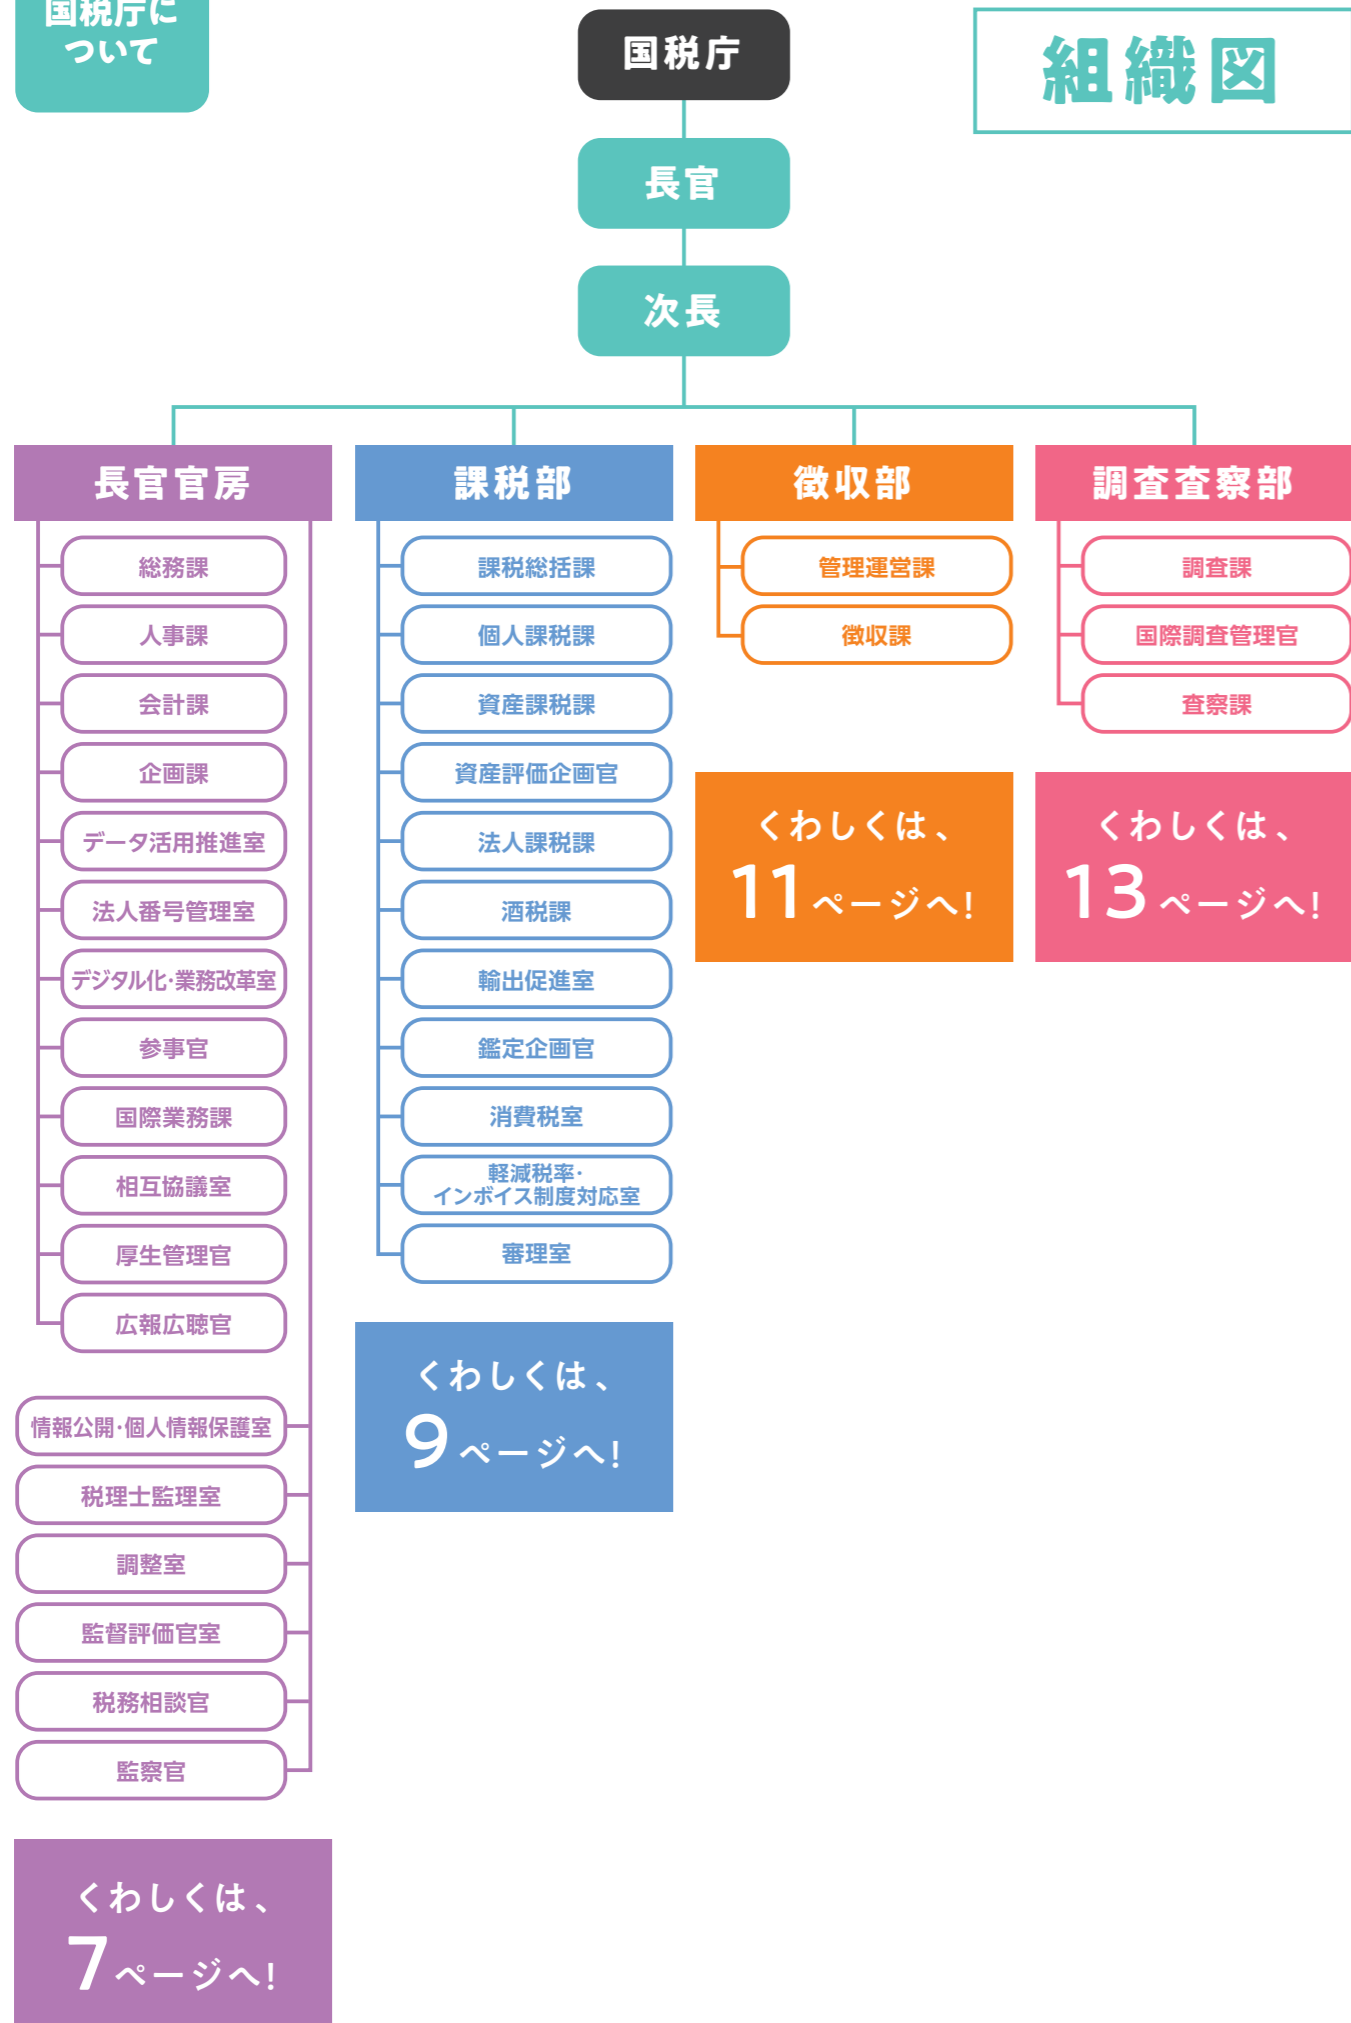 国税庁に
ついて
国税庁
組織図
長官
次長
長官官房
総務課
人事課
会計課
企画課
データ活用推進室
法人番号管理室
デジタル化・業務改革室
参事官
国際業務課
相互協議室
厚生管理官
広報広聴官
情報公開・個人情報保護室
税理士監理室
調整室
監督評価官室
税務相談官
監察官
くわしくは、
7ページへ!
課税部
課税総括課
個人課税課
資産課税課
資産評価企画官
法人課税課
酒税課
輸出促進室
鑑定企画官
消費税室
軽減税率・
インボイス制度対応室
審理室
くわしくは、
9ページへ!
徴収部
管理運営課
徴収課
くわしくは、
11ページへ!
調査査察部
調査課
国際調査管理官
査察課
くわしくは、
13ページへ!